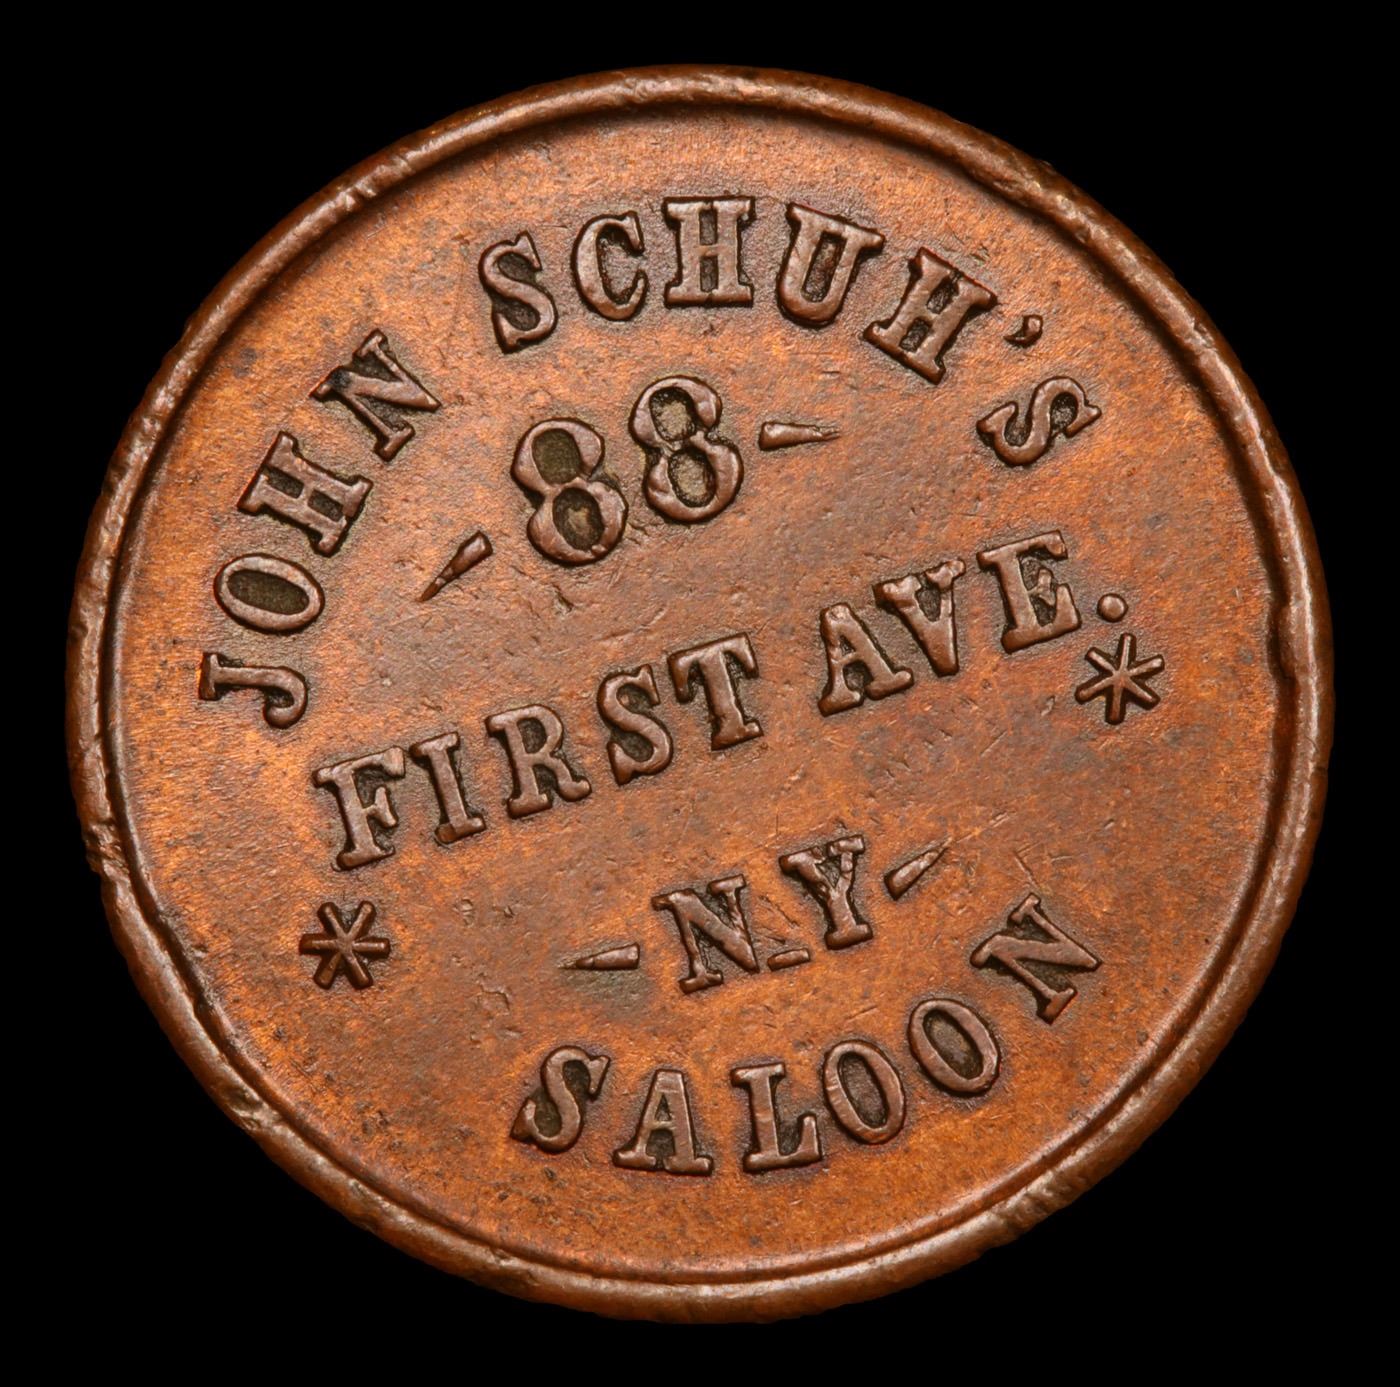 JOHN SCHUH'S
-88-
FIRST AVE.
-N.Y-
SALOON